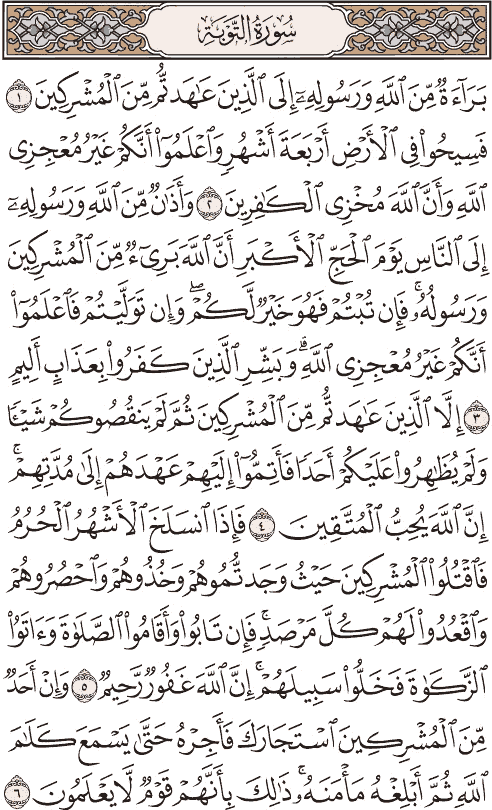 سُورَةُ التَّوْبَةِ
بَرَآءَةٌ مِّنَ ٱللَّهِ وَرَسُولِهِۦٓ إِلَى ٱلَّذِينَ عَٰهَدتُّم مِّنَ ٱلْمُشْرِكِينَ ١
فَسِيحُوا۟ فِى ٱلْأَرْضِ أَرْبَعَةَ أَشْهُرٍ وَٱعْلَمُوٓا۟ أَنَّكُمْ غَيْرُ مُعْجِزِى
ٱللَّهِ وَأَنَّ ٱللَّهَ مُخْزِى ٱلْكَٰفِرِينَ ٢ وَأَذَٰنٌ مِّنَ ٱللَّهِ وَرَسُولِهِۦٓ
إِلَى ٱلنَّاسِ يَوْمَ ٱلْحَجِّ ٱلْأَكْبَرِ أَنَّ ٱللَّهَ بَرِىٓءٌ مِّنَ ٱلْمُشْرِكِينَ
وَرَسُولُهُۥ ۚ فَإِن تُبْتُمْ فَهُوَ خَيْرٌ لَّكُمْ ۖ وَإِن تَوَلَّيْتُمْ فَٱعْلَمُوٓا۟
أَنَّكُمْ غَيْرُ مُعْجِزِى ٱللَّهِ ۗ وَبَشِّرِ ٱلَّذِينَ كَفَرُوا۟ بِعَذَابٍ أَلِيمٍ
٣ إِلَّا ٱلَّذِينَ عَٰهَدتُّم مِّنَ ٱلْمُشْرِكِينَ ثُمَّ لَمْ يَنقُصُوكُمْ شَيْـًٔا
وَلَمْ يُظَٰهِرُوا۟ عَلَيْكُمْ أَحَدًا فَأَتِمُّوٓا۟ إِلَيْهِمْ عَهْدَهُمْ إِلَىٰ مُدَّتِهِمْ ۚ
إِنَّ ٱللَّهَ يُحِبُّ ٱلْمُتَّقِينَ ٤ فَإِذَا ٱنسَلَخَ ٱلْأَشْهُرُ ٱلْحُرُمُ
فَٱقْتُلُوا۟ ٱلْمُشْرِكِينَ حَيْثُ وَجَدتُّمُوهُمْ وَخُذُوهُمْ وَٱحْصُرُوهُمْ
وَٱقْعُدُوا۟ لَهُمْ كُلَّ مَرْصَدٍ ۚ فَإِن تَابُوا۟ وَأَقَامُوا۟ ٱلصَّلَوٰةَ وَءَاتَوُا۟
ٱلزَّكَوٰةَ فَخَلُّوا۟ سَبِيلَهُمْ ۚ إِنَّ ٱللَّهَ غَفُورٌ رَّحِيمٌ ٥ وَإِنْ أَحَدٌ
مِّنَ ٱلْمُشْرِكِينَ ٱسْتَجَارَكَ فَأَجِرْهُ حَتَّىٰ يَسْمَعَ كَلَٰمَ
ٱللَّهِ ثُمَّ أَبْلِغْهُ مَأْمَنَهُۥ ۚ ذَٰلِكَ بِأَنَّهُمْ قَوْمٌ لَّا يَعْلَمُونَ ٦